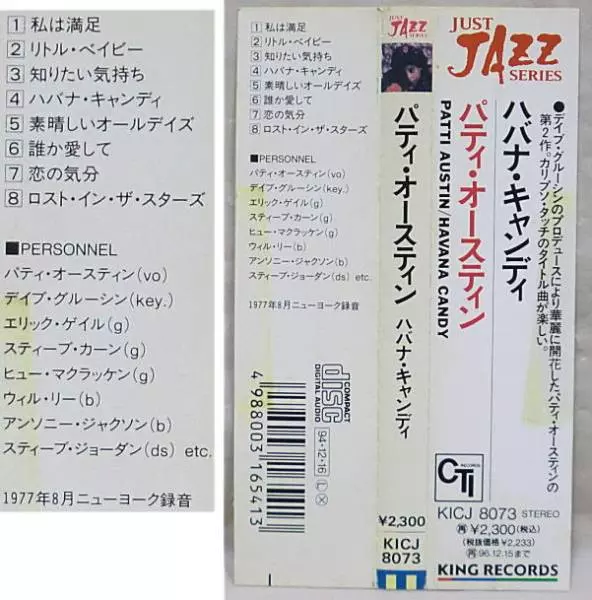 1 私は満足
2 リトル・ベイビー
3 知りたい気持ち
4 ハバナ・キャンディ
5 素晴しいオールデイズ
6 誰か愛して
7 恋の気分
8 ロスト・イン・ザ・スターズ
■PERSONNEL
パティ・オースティン(vo)
デイブ・グルーシン(key.)
エリック・ゲイル(g)
スティーブ・カーン(g)
ヒュー・マクラッケン(g)
ウィル・リー(b)
アンソニー・ジャクソン(b)
スティーブ・ジョーダン(ds) etc.
1977年8月ニューヨーク録音
1 私は満足
2 リトル・ベイビー
3 知りたい気持ち
4 ハバナ・キャンディ
5 素晴しいオールデイズ
6 誰か愛して
7 恋の気分
8 ロスト・イン・ザ・スターズ
■PERSONNEL
パティ・オースティン(vo)
デイブ・グルーシン(key.)
エリック・ゲイル(g)
スティーブ・カーン(g)
ヒュー・マクラッケン(g)
ウィル・リー(b)
アンソニー・ジャクソン(b)
スティーブ・ジョーダン(ds) etc.
1977年8月ニューヨーク録音
4 988003 165413
COMPACT
disc
DIGITAL AUDIO
94・12・16
JUST
JAZZ
SERIES
パティ・オースティン ハバナ・キャンディ
¥2,300
KICJ
8073
JUST
JAZZ
SERIES
●デイブ・グルーシンのプロデュースにより華麗に開花した、パティ・オースティンの
第2作。カリプソ・タッチのタイトル曲が楽しい。
ハバナ・キャンディ
パティ・オースティン
PATTI AUSTIN/HAVANA CANDY
CTI
RECORDS
KICJ 8073 STEREO
再 ¥2,300(税込)
(税抜価格 ¥2,233)
再 96.12.15まで
KING RECORDS